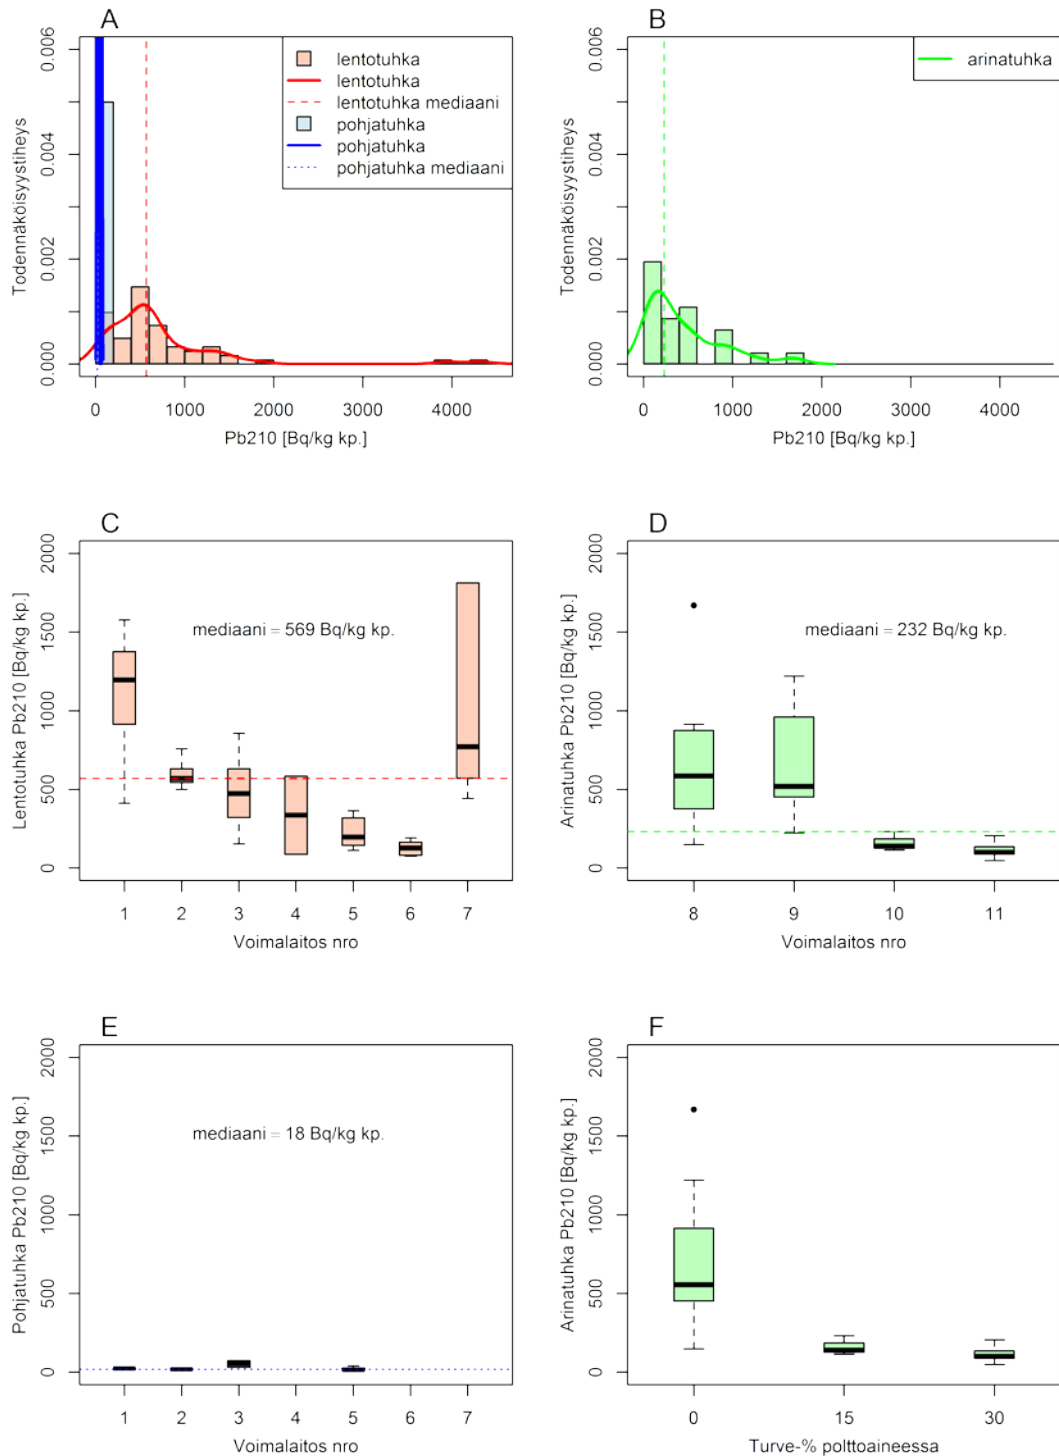 A
Todennäköisyystiheys
0.000
0.002
0.004
0.006
lentotuhka
lentotuhka
lentotuhka mediaani
pohjatuhka
pohjatuhka
pohjatuhka mediaani
0 1000 2000 3000 4000
Pb210 [Bq/kg kp.]
B
Todennäköisyystiheys
0.000
0.002
0.004
0.006
arinatuhka
0 1000 2000 3000 4000
Pb210 [Bq/kg kp.]
C
Lentotuhka Pb210 [Bq/kg kp.]
0
500
1000
1500
2000
mediaani = 569 Bq/kg kp.
1 2 3 4 5 6 7
Voimalaitos nro
D
Arinatuhka Pb210 [Bq/kg kp.]
0
500
1000
1500
2000
mediaani = 232 Bq/kg kp.
8 9 10 11
Voimalaitos nro
E
Pohjatuhka Pb210 [Bq/kg kp.]
0
500
1000
1500
2000
mediaani = 18 Bq/kg kp.
1 2 3 4 5 6 7
Voimalaitos nro
F
Arinatuhka Pb210 [Bq/kg kp.]
0
500
1000
1500
2000
0 15 30
Turve-% polttoaineessa